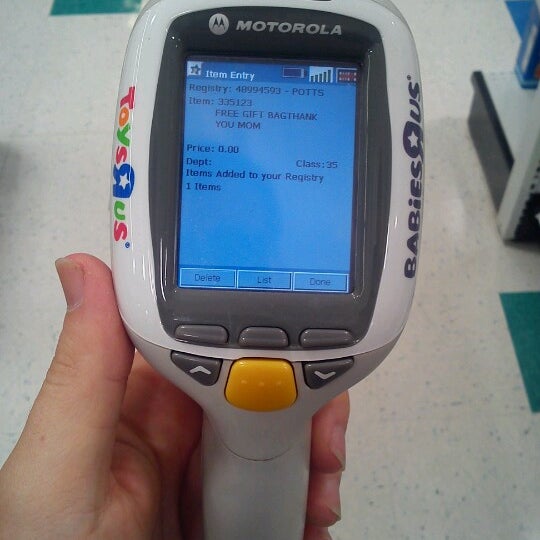 MOTOROLA
Item Entry
Registry: 48994593 - POTTS
Item: 335123
FREE GIFT BAGTHANK
YOU MOM
Price: 0.00
Dept: Class:35
Items Added to your Registry
1 Items
Delete List Done
TOYS R US
BABIES R US